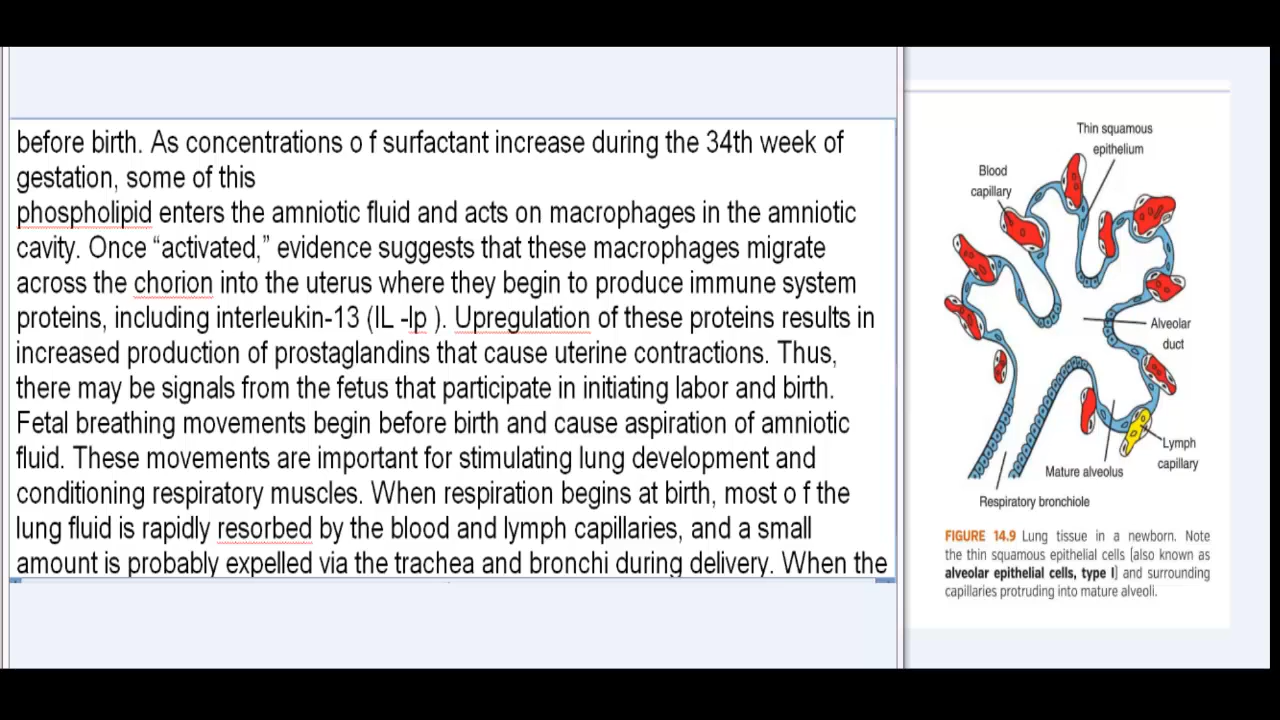 before birth. As concentrations o f surfactant increase during the 34th week of
gestation, some of this
phospholipid enters the amniotic fluid and acts on macrophages in the amniotic
cavity. Once “activated,” evidence suggests that these macrophages migrate
across the chorion into the uterus where they begin to produce immune system
proteins, including interleukin-13 (IL -lp ). Upregulation of these proteins results in
increased production of prostaglandins that cause uterine contractions. Thus,
there may be signals from the fetus that participate in initiating labor and birth.
Fetal breathing movements begin before birth and cause aspiration of amniotic
fluid. These movements are important for stimulating lung development and
conditioning respiratory muscles. When respiration begins at birth, most o f the
lung fluid is rapidly resorbed by the blood and lymph capillaries, and a small
amount is probably expelled via the trachea and bronchi during delivery. When the
Thin squamous
epithelium
Blood
capillary
Alveolar
duct
Lymph
capillary
Mature alveolus
Respiratory bronchiole
FIGURE 14.9 Lung tissue in a newborn. Note
the thin squamous epithelial cells (also known as
alveolar epithelial cells, type I) and surrounding
capillaries protruding into mature alveoli.